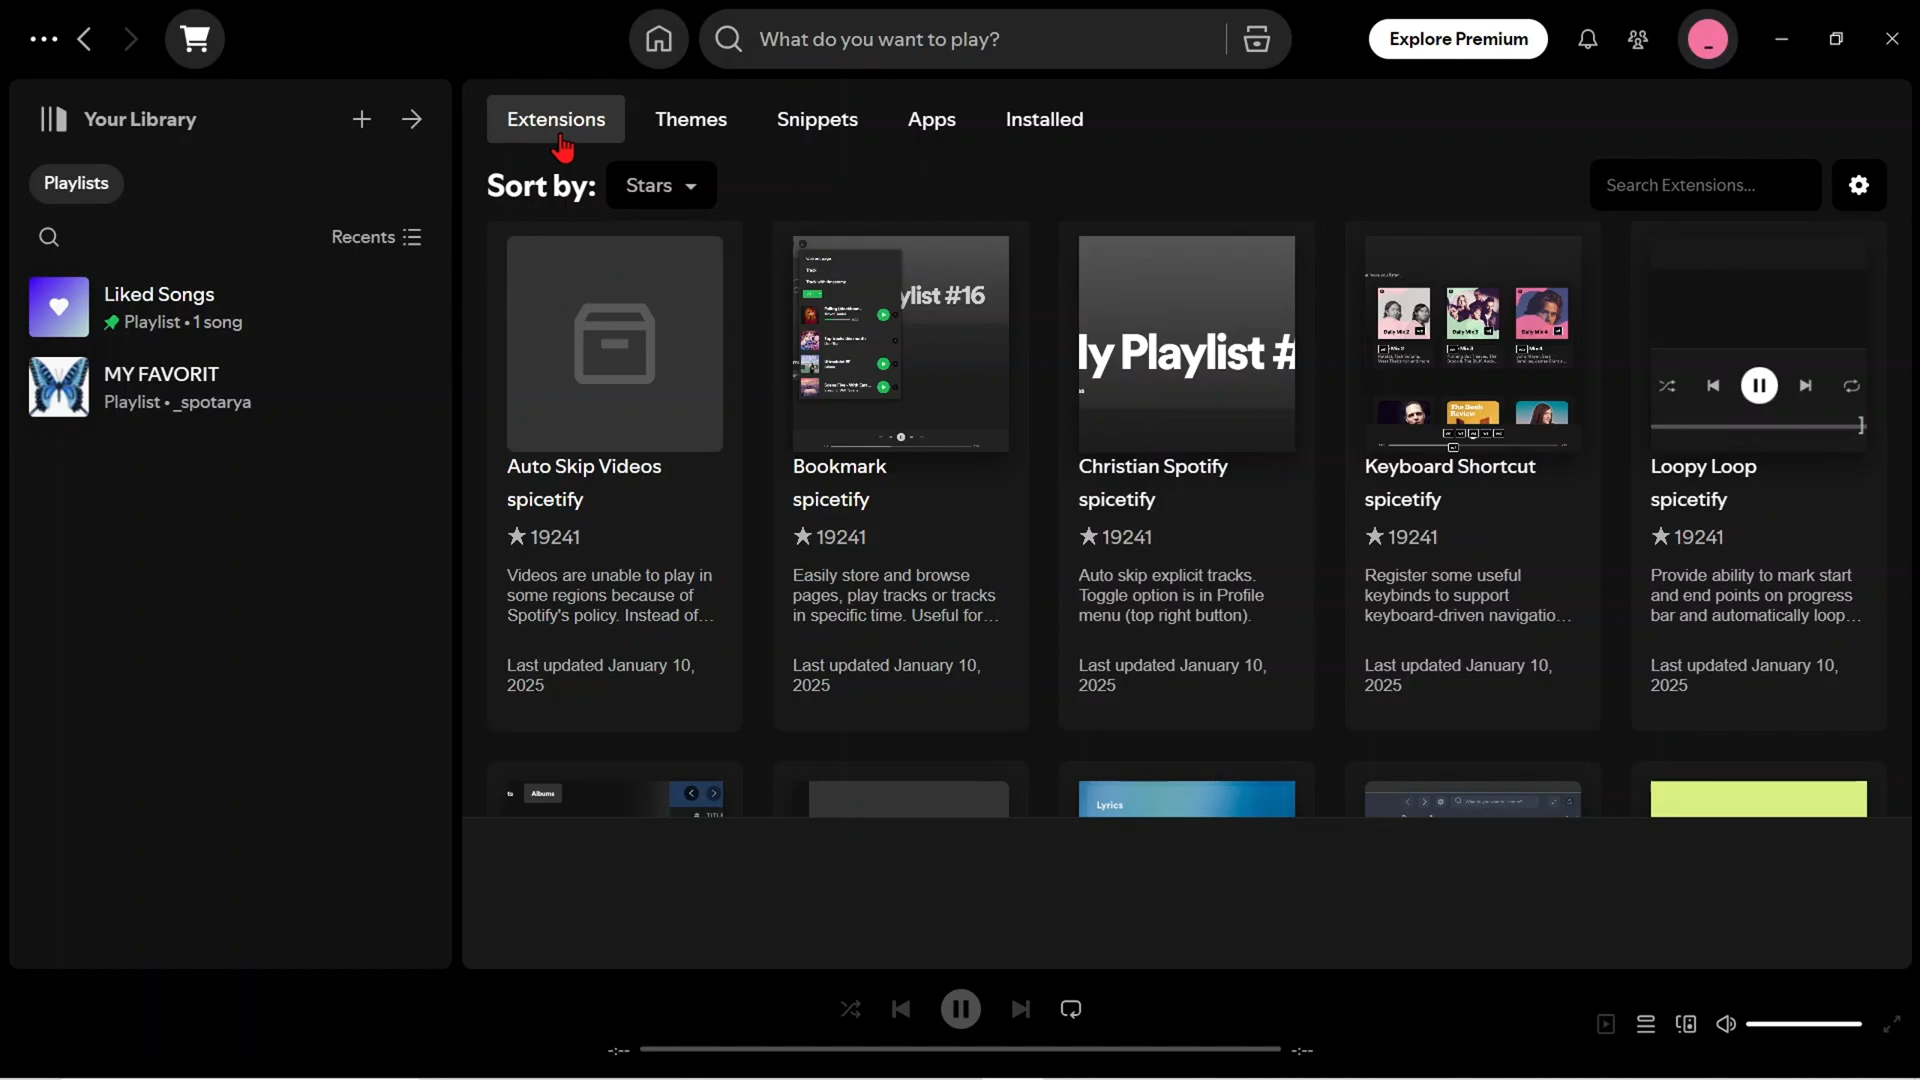 What do you want to play?
Explore Premium
Your Library
Playlists
Recents
Liked Songs
Playlist • 1 song
MY FAVORIT
Playlist • _spotarya
Extensions
Themes
Snippets
Apps
Installed
Sort by:
Stars
Search Extensions...
ylist #16
ly Playlist #
Auto Skip Videos
spicetify
★ 19241
Videos are unable to play in
some regions because of
Spotify's policy. Instead of...
Last updated January 10,
2025
Bookmark
spicetify
★ 19241
Easily store and browse
pages, play tracks or tracks
in specific time. Useful for...
Last updated January 10,
2025
Christian Spotify
spicetify
★ 19241
Auto skip explicit tracks.
Toggle option is in Profile
menu (top right button).
Last updated January 10,
2025
Keyboard Shortcut
spicetify
★ 19241
Register some useful
keybinds to support
keyboard-driven navigatio...
Last updated January 10,
2025
Loopy Loop
spicetify
★ 19241
Provide ability to mark start
and end points on progress
bar and automatically loop...
Last updated January 10,
2025
Albums
Lyrics
-:--
-:--